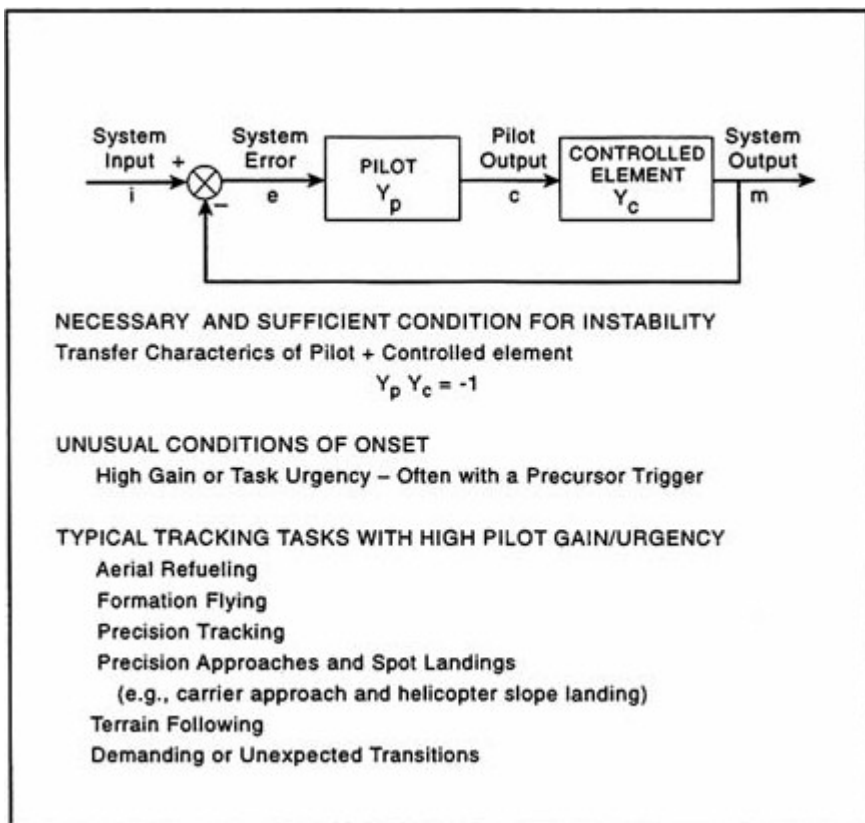 System Input
+
i
−
System Error
e
PILOT
Yp
Pilot Output
c
CONTROLLED ELEMENT
Yc
System Output
m
NECESSARY AND SUFFICIENT CONDITION FOR INSTABILITY
Transfer Characterics of Pilot + Controlled element
Yp Yc = -1
UNUSUAL CONDITIONS OF ONSET
High Gain or Task Urgency – Often with a Precursor Trigger
TYPICAL TRACKING TASKS WITH HIGH PILOT GAIN/URGENCY
Aerial Refueling
Formation Flying
Precision Tracking
Precision Approaches and Spot Landings
(e.g., carrier approach and helicopter slope landing)
Terrain Following
Demanding or Unexpected Transitions